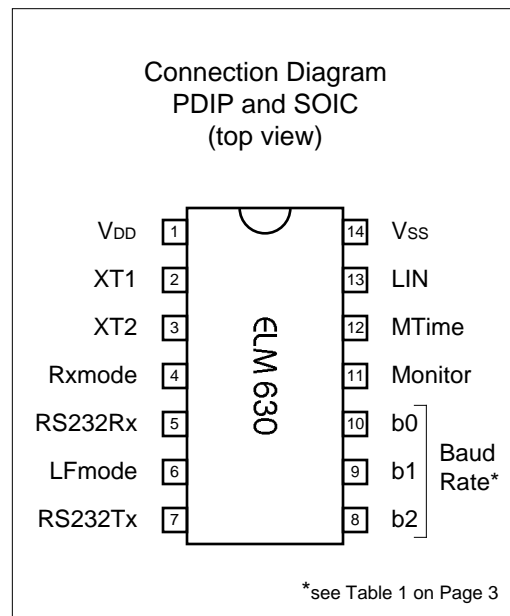 Connection Diagram
PDIP and SOIC
(top view)
VDD 1 14 VSS
XT1 2 13 LIN
XT2 3 12 MTime
Rxmode 4 11 Monitor
RS232Rx 5 10 b0
LFmode 6 9 b1
RS232Tx 7 8 b2
ELM 630
Baud
Rate*
*see Table 1 on Page 3